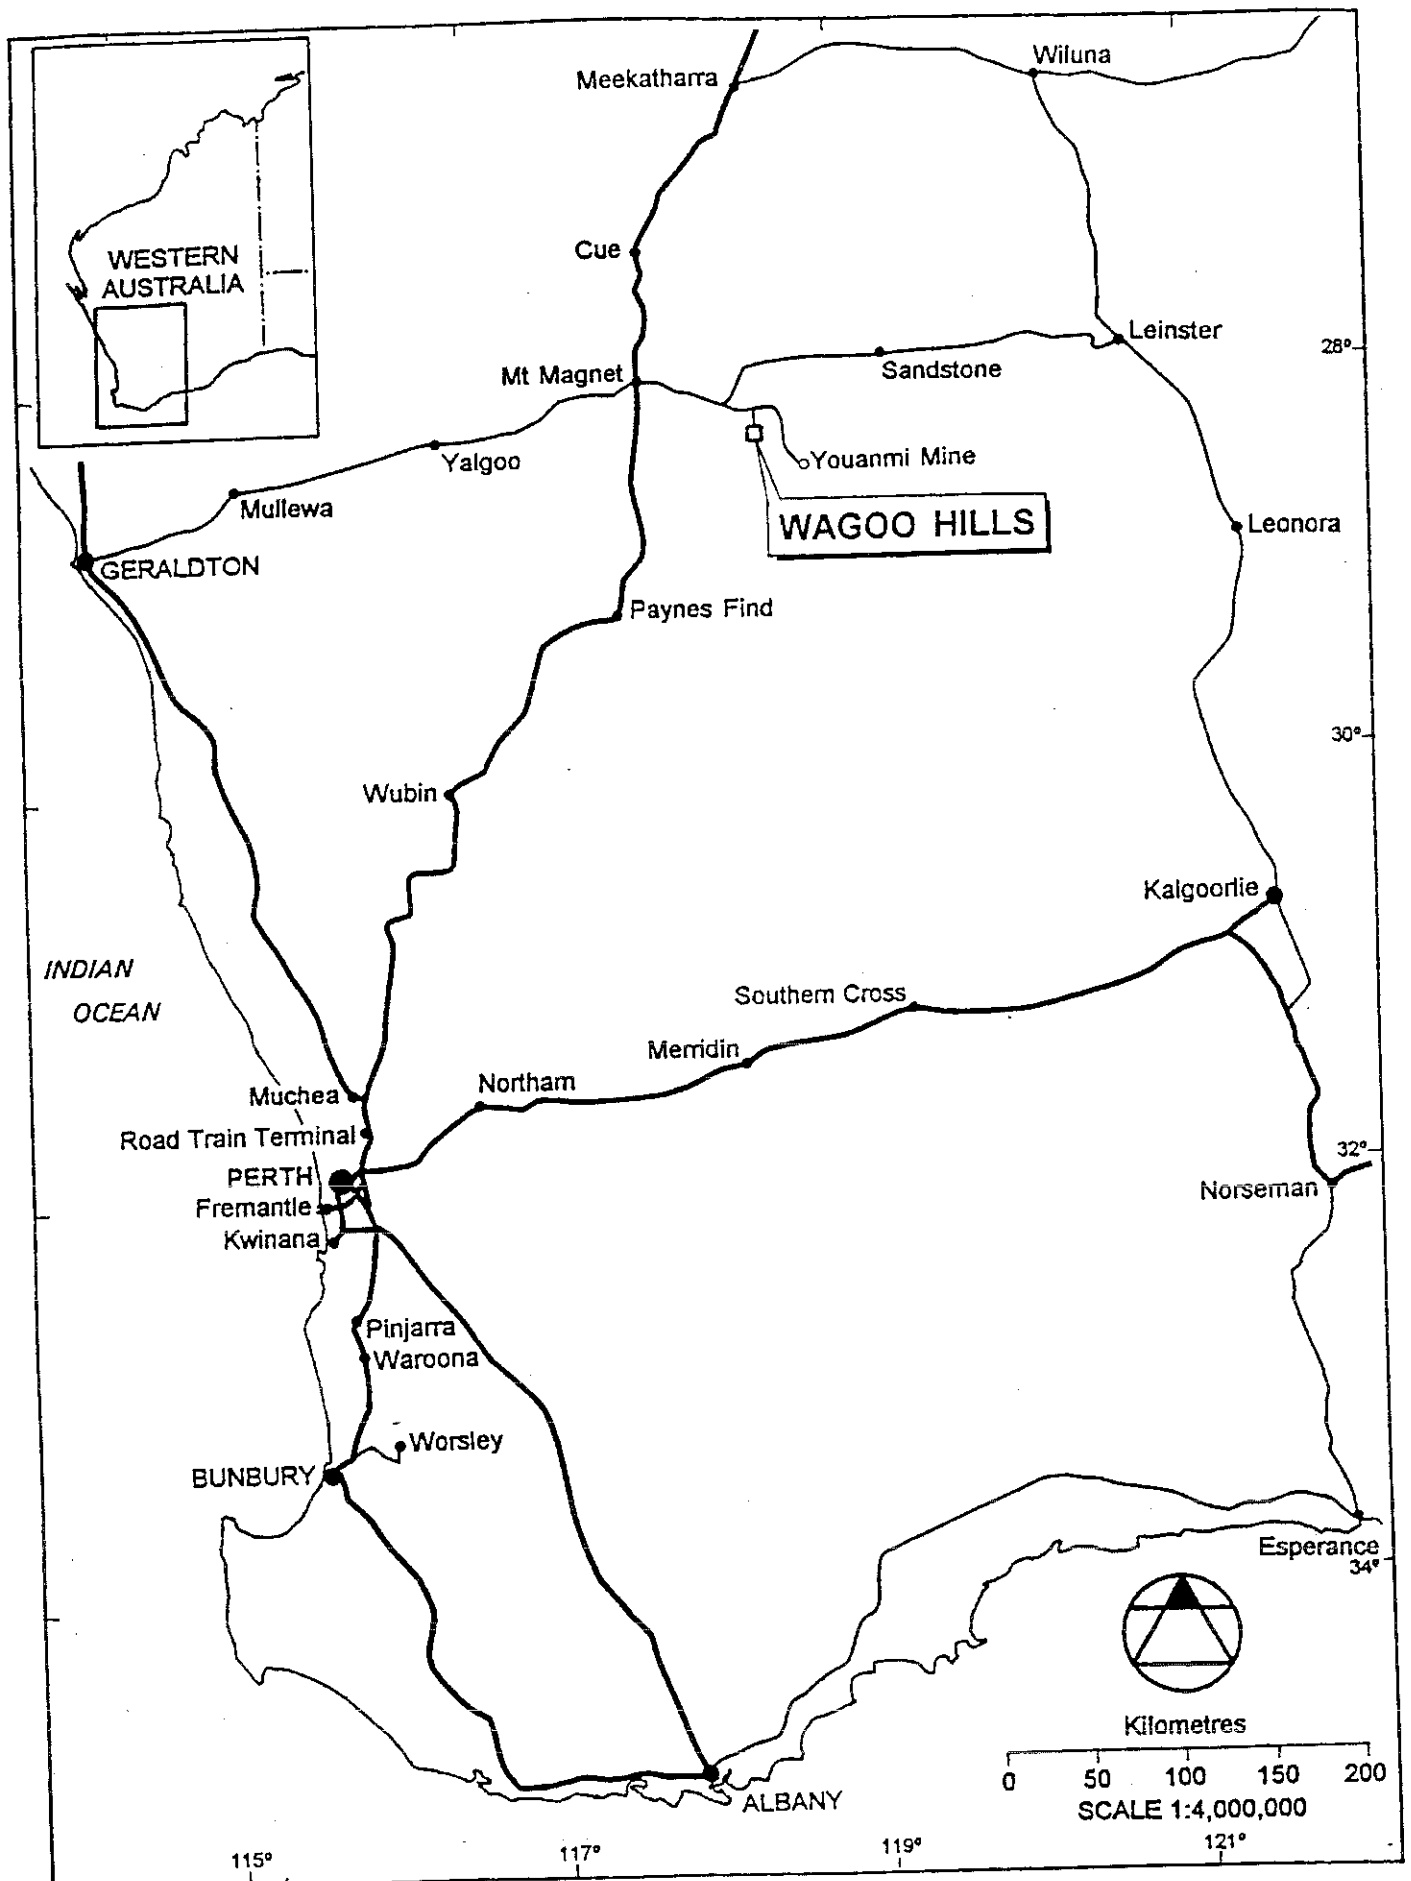 Wiluna
Meekatharra
WESTERN
AUSTRALIA
Cue
Leinster
28°
Sandstone
Mt Magnet
Yalgoo
Youanmi Mine
Mullewa
WAGOO HILLS
Leonora
GERALDTON
Paynes Find
30°
Wubin
Kalgoorlie
INDIAN
OCEAN
Southern Cross
Merridin
Northam
Muchea
Road Train Terminal
PERTH
32°
Norseman
Fremantle
Kwinana
Pinjarra
Waroona
Worsley
BUNBURY
Esperance
34°
Kilometres
0 50 100 150 200
SCALE 1:4,000,000
ALBANY
115° 117° 119° 121°